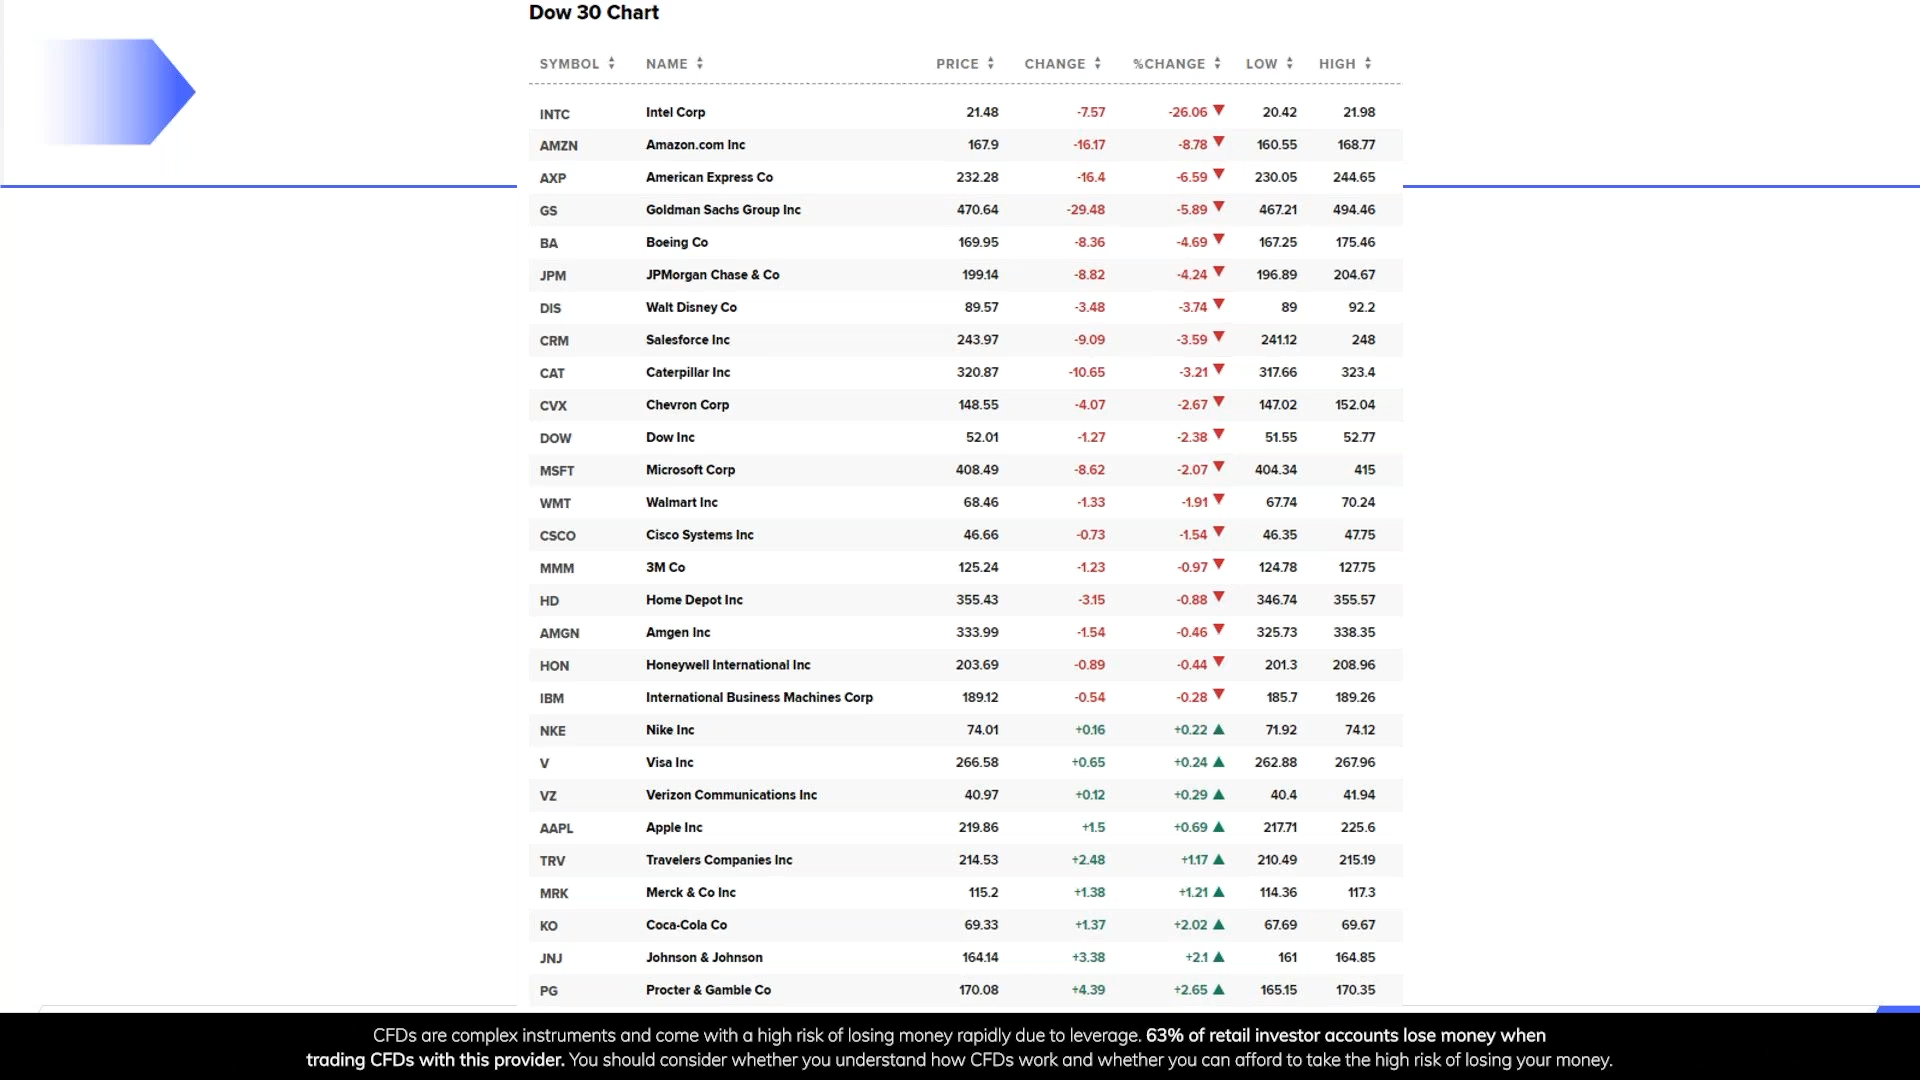 Dow 30 Chart
SYMBOL NAME PRICE CHANGE %CHANGE LOW HIGH
INTC Intel Corp 21.48 -7.57 -26.06 20.42 21.98
AMZN Amazon.com Inc 167.9 -16.17 -8.78 160.55 168.77
AXP American Express Co 232.28 -16.4 -6.59 230.05 244.65
GS Goldman Sachs Group Inc 470.64 -29.48 -5.89 467.21 494.46
BA Boeing Co 169.95 -8.36 -4.69 167.25 175.46
JPM JPMorgan Chase & Co 199.14 -8.82 -4.24 196.89 204.67
DIS Walt Disney Co 89.57 -3.48 -3.74 89 92.2
CRM Salesforce Inc 243.97 -9.09 -3.59 241.12 248
CAT Caterpillar Inc 320.87 -10.65 -3.21 317.66 323.4
CVX Chevron Corp 148.55 -4.07 -2.67 147.02 152.04
DOW Dow Inc 52.01 -1.27 -2.38 51.55 52.77
MSFT Microsoft Corp 408.49 -8.62 -2.07 404.34 415
WMT Walmart Inc 68.46 -1.33 -1.91 67.74 70.24
CSCO Cisco Systems Inc 46.66 -0.73 -1.54 46.35 47.75
MMM 3M Co 125.24 -1.23 -0.97 124.78 127.75
HD Home Depot Inc 355.43 -3.15 -0.88 346.74 355.57
AMGN Amgen Inc 333.99 -1.54 -0.46 325.73 338.35
HON Honeywell International Inc 203.69 -0.89 -0.44 201.3 208.96
IBM International Business Machines Corp 189.12 -0.54 -0.28 185.7 189.26
NKE Nike Inc 74.01 +0.16 +0.22 71.92 74.12
V Visa Inc 266.58 +0.65 +0.24 262.88 267.96
VZ Verizon Communications Inc 40.97 +0.12 +0.29 40.4 41.94
AAPL Apple Inc 219.86 +1.5 +0.69 217.71 225.6
TRV Travelers Companies Inc 214.53 +2.48 +1.17 210.49 215.19
MRK Merck & Co Inc 115.2 +1.38 +1.21 114.36 117.3
KO Coca-Cola Co 69.33 +1.37 +2.02 67.69 69.67
JNJ Johnson & Johnson 164.14 +3.38 +2.1 161 164.85
PG Procter & Gamble Co 170.08 +4.39 +2.65 165.15 170.35
CFDs are complex instruments and come with a high risk of losing money rapidly due to leverage. 63% of retail investor accounts lose money when
trading CFDs with this provider. You should consider whether you understand how CFDs work and whether you can afford to take the high risk of losing your money.